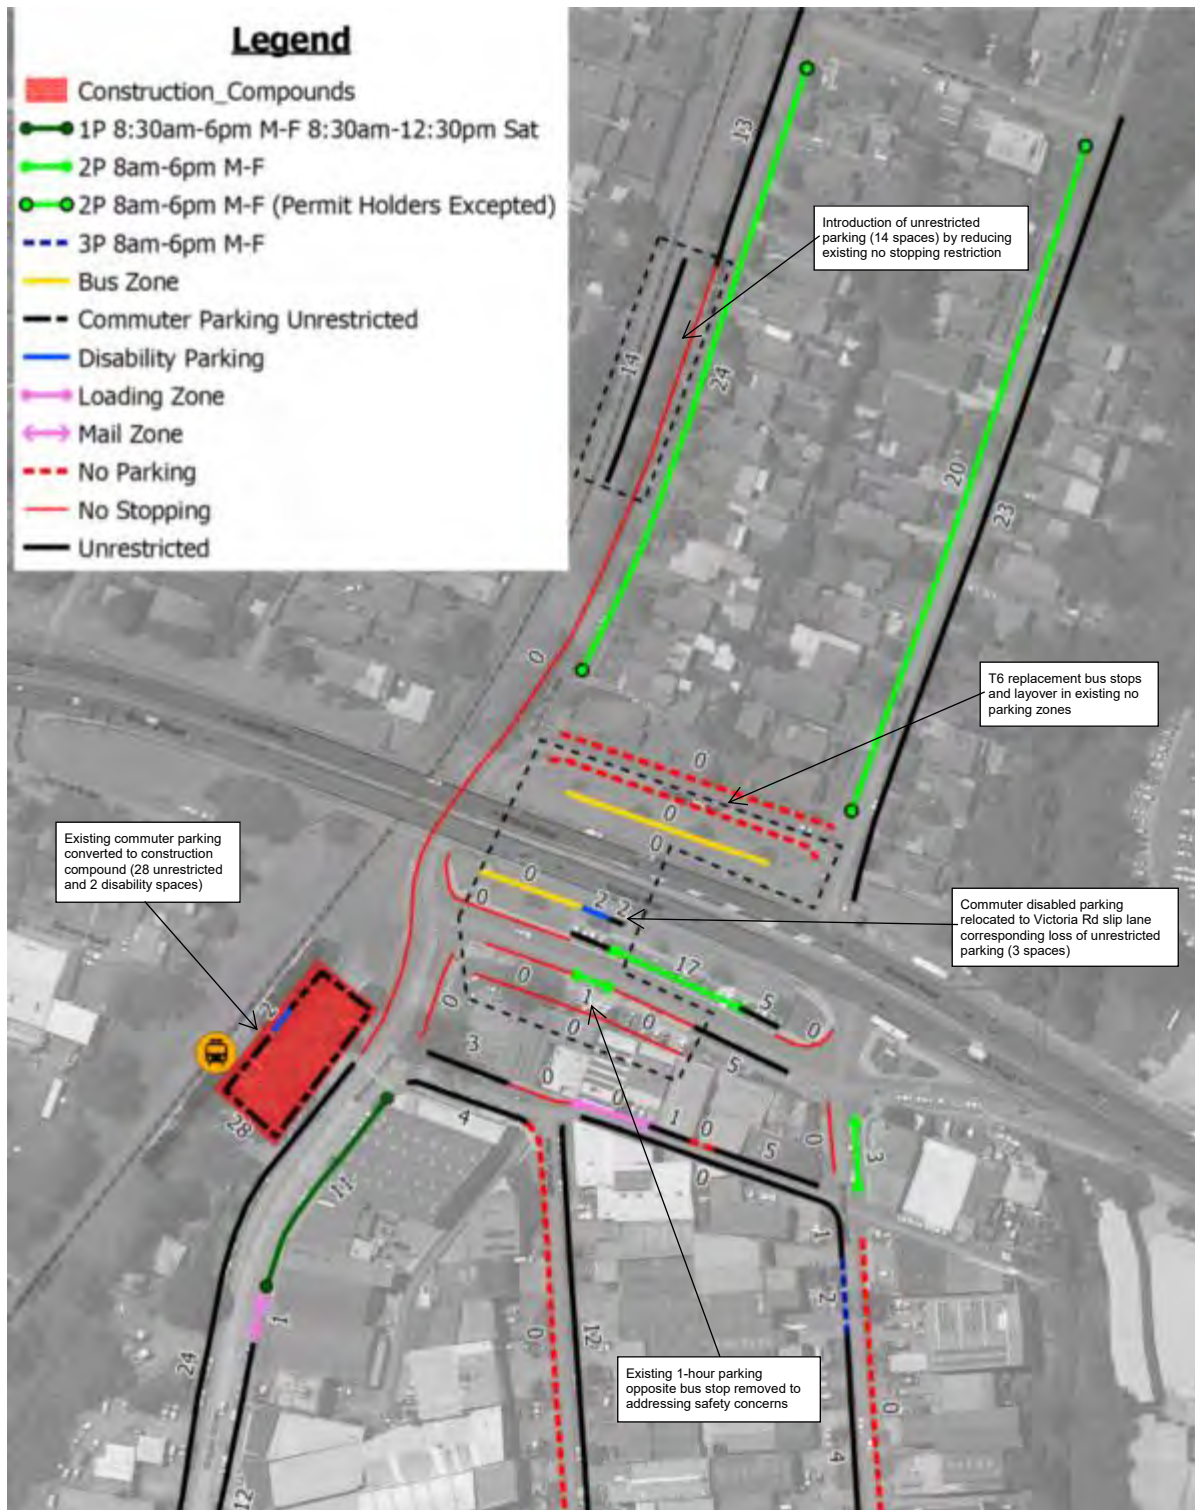 Legend
Construction_Compounds
1P 8:30am-6pm M-F 8:30am-12:30pm Sat
2P 8am-6pm M-F
2P 8am-6pm M-F (Permit Holders Excepted)
3P 8am-6pm M-F
Bus Zone
Commuter Parking Unrestricted
Disability Parking
Loading Zone
Mail Zone
No Parking
No Stopping
Unrestricted
13
Introduction of unrestricted
parking (14 spaces) by reducing
existing no stopping restriction
14
24
20
23
0
T6 replacement bus stops
and layover in existing no
parking zones
0
0
0
Existing commuter parking
converted to construction
compound (28 unrestricted
and 2 disability spaces)
0
0
2
2
Commuter disabled parking
relocated to Victoria Rd slip lane
corresponding loss of unrestricted
parking (3 spaces)
17
5
0
0
1
0
0
0
2
28
3
5
0
0
4
1
0
5
0
0
3
11
1
2
1
24
0
12
Existing 1-hour parking
opposite bus stop removed to
addressing safety concerns
0
4
12